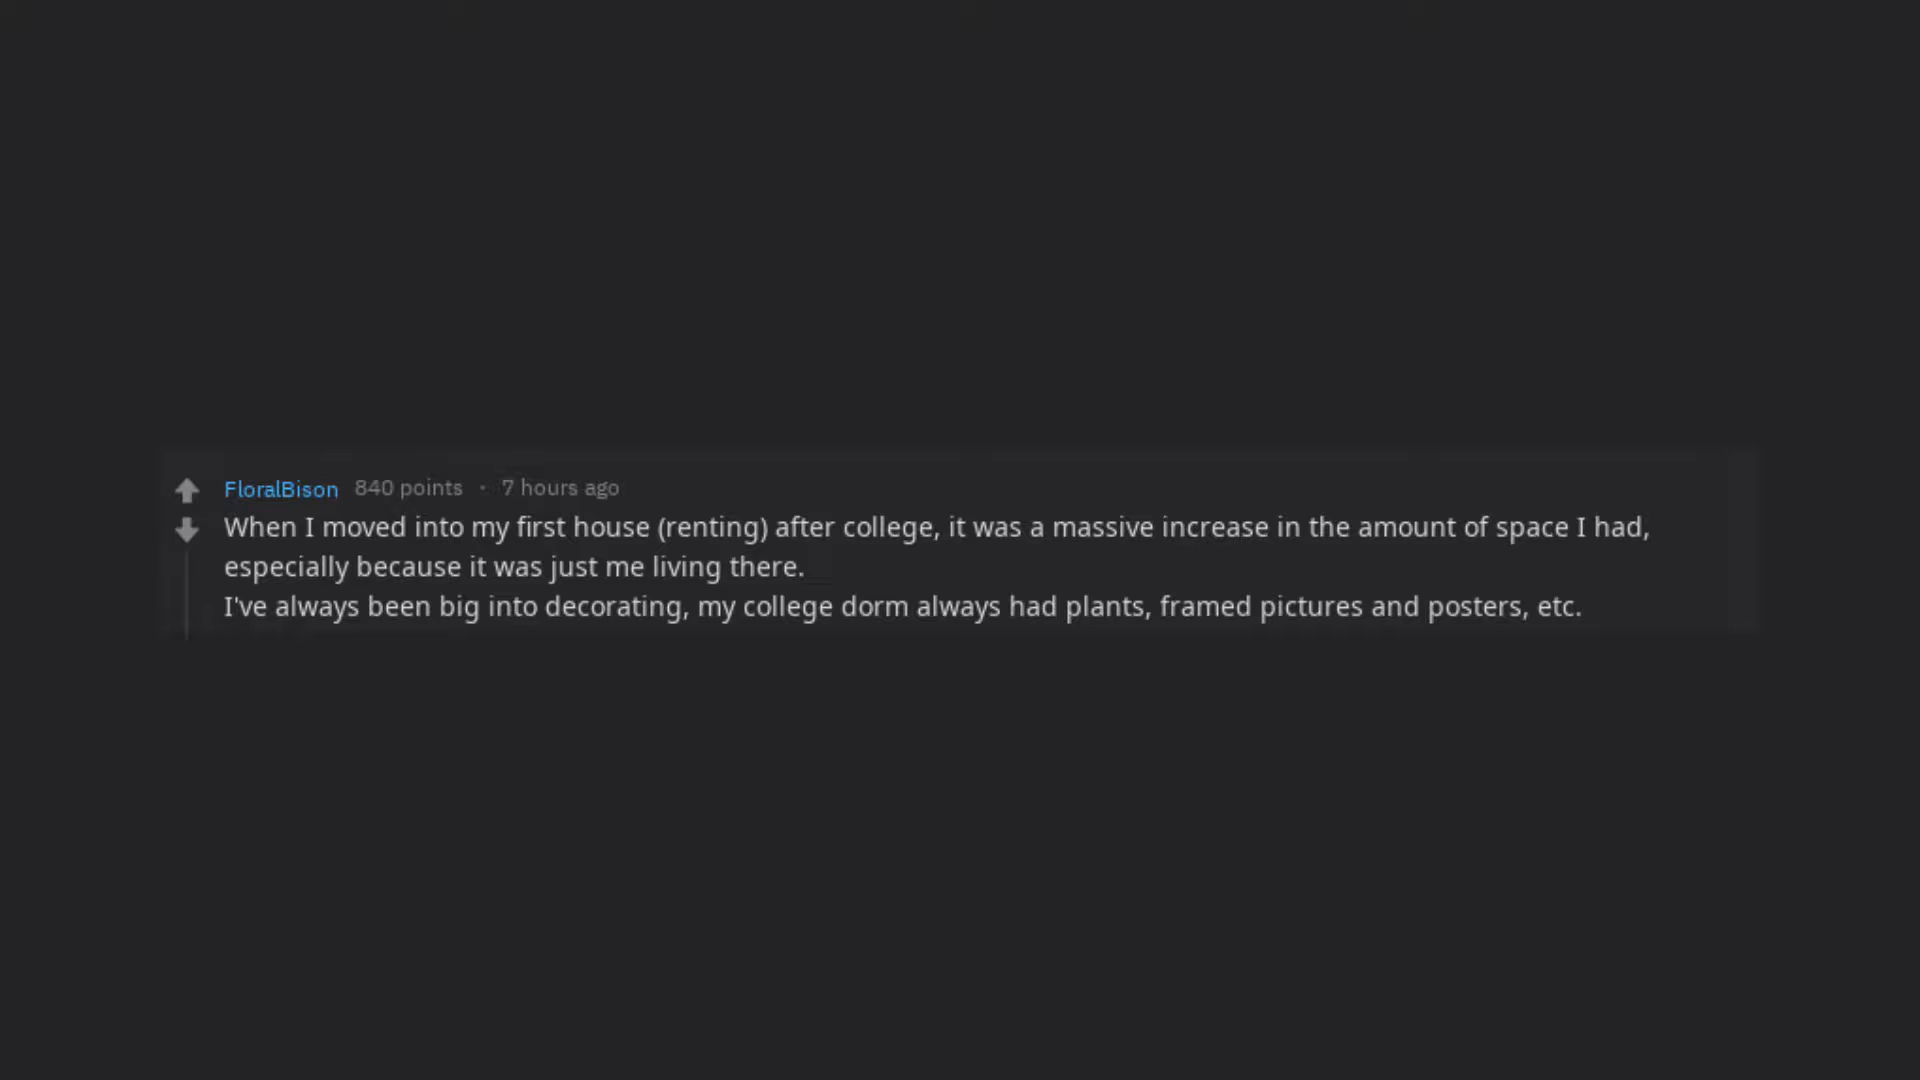 FloralBison 840 points · 7 hours ago
When I moved into my first house (renting) after college, it was a massive increase in the amount of space I had,
especially because it was just me living there.
I've always been big into decorating, my college dorm always had plants, framed pictures and posters, etc.